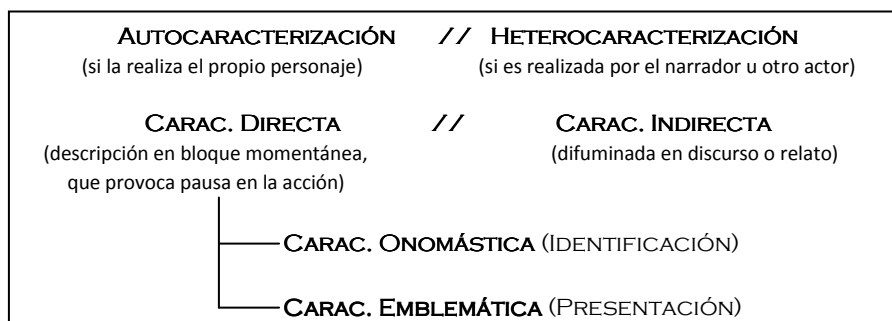 AUTOCARACTERIZACIÓN // HETEROCARACTERIZACIÓN
(si la realiza el propio personaje) (si es realizada por el narrador u otro actor)
CARAC. DIRECTA // CARAC. INDIRECTA
(descripción en bloque momentánea, (difuminada en discurso o relato)
que provoca pausa en la acción)
CARAC. ONOMÁSTICA (IDENTIFICACIÓN)
CARAC. EMBLEMÁTICA (PRESENTACIÓN)